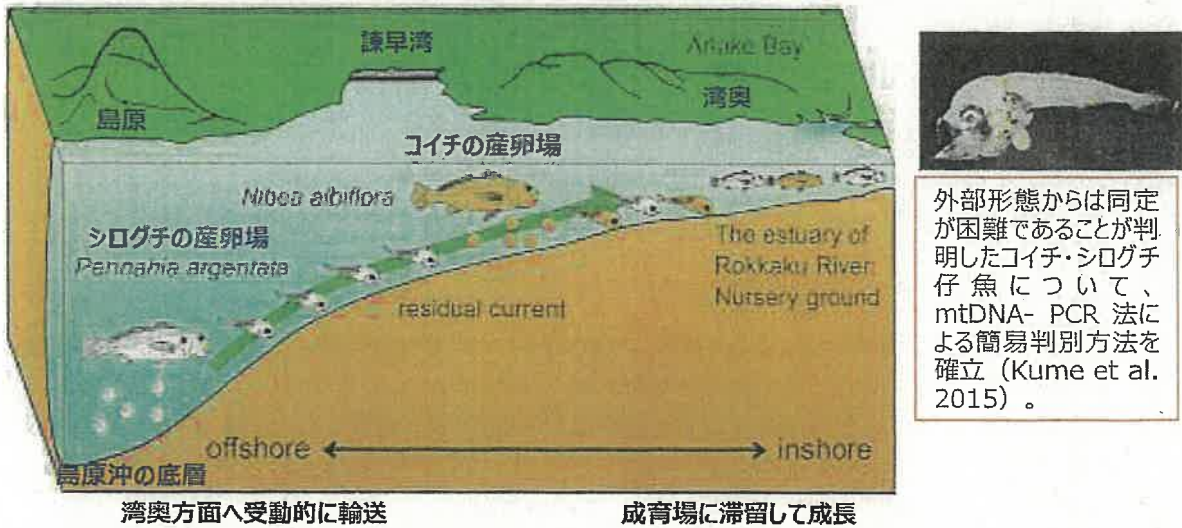 諫早湾
Ariake Bay
島原
湾奥
コイチの産卵場
Nibea albiflora
シログチの産卵場
Pennahia argentata
The estuary of
Rokkaku River:
Nursery ground
residual current
offshore
inshore
島原沖の底層
湾奥方面へ受動的に輸送
成育場に滞留して成長
外部形態からは同定
が困難であることが判
明したコイチ・シログチ
仔魚について、
mtDNA- PCR 法に
よる簡易判別方法を
確立（Kume et al.
2015）。